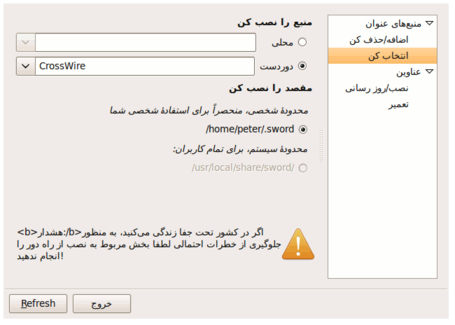 منبع‌های عنوان
اضافه/حذف کن
انتخاب کن
عناوین
نصب/روز رسانی
تعمیر
منبع را نصب کن
محلی
دوردست
CrossWire
مقصد را نصب کن
محدودهٔ شخصی، منحصراً برای استفادهٔ شخصی شما
/home/peter/.sword
محدودهٔ سیستم، برای تمام کاربران:
/usr/local/share/sword/
<b>هشدار:/b>اگر در کشور تحت جفا زندگی می‌کنید، به منظور
جلوگیری از خطرات احتمالی لطفا بخش مربوط به نصب از راه دور را
انجام ندهید!
Refresh
خروج